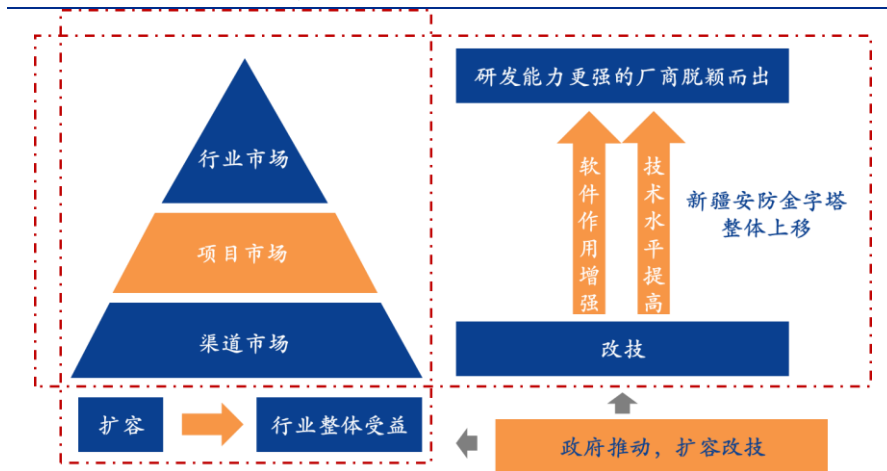 行业市场
项目市场
渠道市场
扩容
行业整体受益
研发能力更强的厂商脱颖而出
软件作用增强
技术水平提高
新疆安防金字塔
整体上移
改技
政府推动，扩容改技